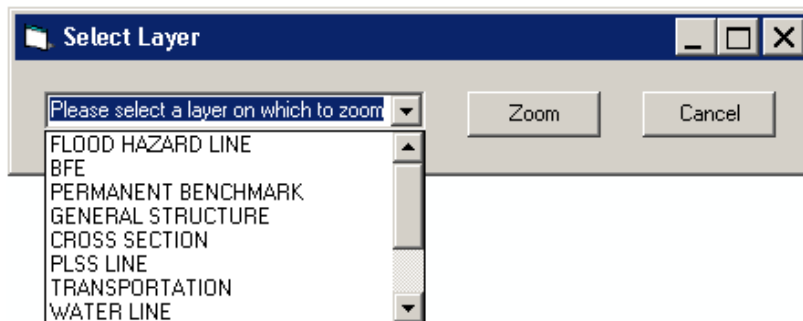 Select Layer
Please select a layer on which to zoom
Zoom
Cancel
FLOOD HAZARD LINE
BFE
PERMANENT BENCHMARK
GENERAL STRUCTURE
CROSS SECTION
PLSS LINE
TRANSPORTATION
WATER LINE